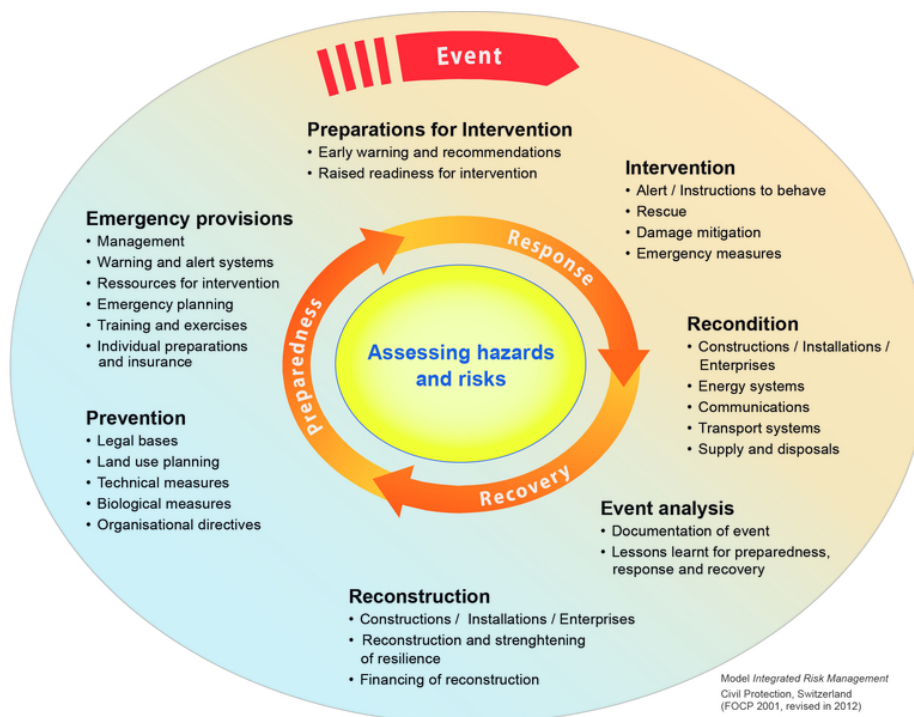 Event
Preparations for Intervention
• Early warning and recommendations
• Raised readiness for intervention
Intervention
• Alert / Instructions to behave
• Rescue
• Damage mitigation
• Emergency measures
Emergency provisions
• Management
• Warning and alert systems
• Ressources for intervention
• Emergency planning
• Training and exercises
• Individual preparations
and insurance
Response
Preparedness
Recovery
Assessing hazards
and risks
Recondition
• Constructions / Installations /
Enterprises
• Energy systems
• Communications
• Transport systems
• Supply and disposals
Prevention
• Legal bases
• Land use planning
• Technical measures
• Biological measures
• Organisational directives
Event analysis
• Documentation of event
• Lessons learnt for preparedness,
response and recovery
Reconstruction
• Constructions / Installations / Enterprises
• Reconstruction and strenghtening
of resilience
• Financing of reconstruction
Model Integrated Risk Management
Civil Protection, Switzerland
(FOCP 2001, revised in 2012)